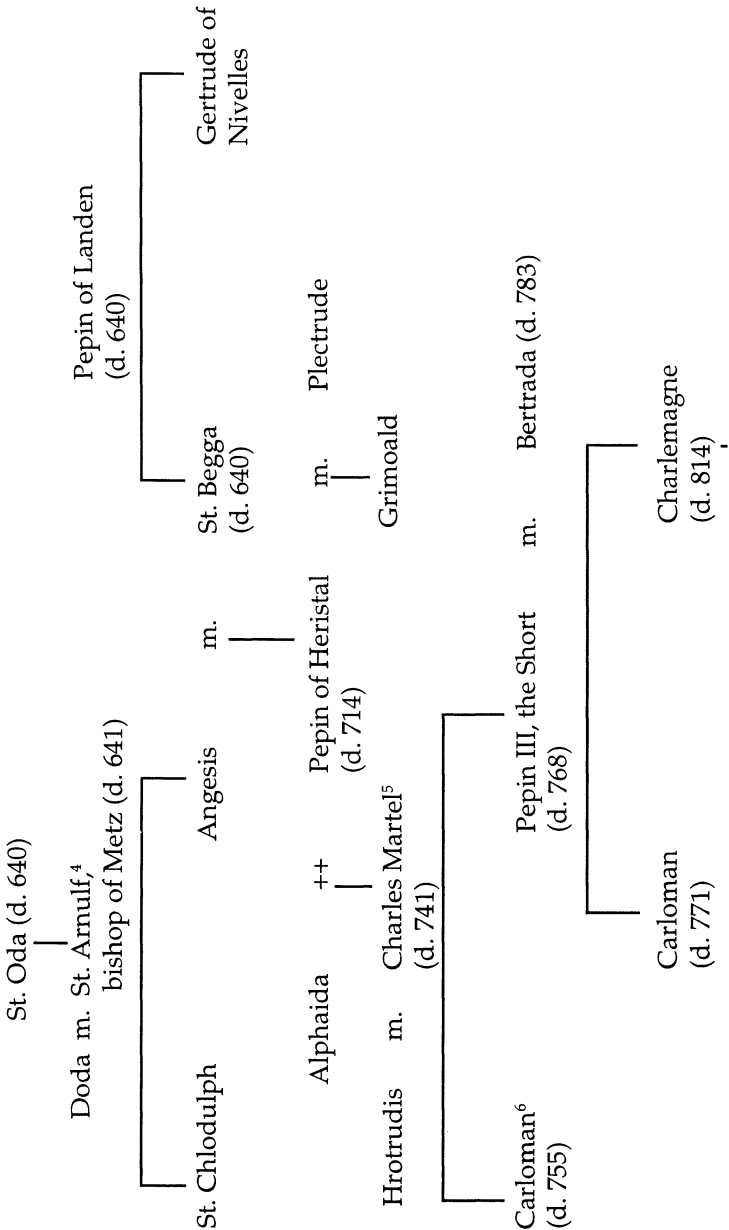 St. Oda (d. 640)
Doda m. St. Arnulf,⁴
bishop of Metz (d. 641)
Pepin of Landen
(d. 640)
St. Chlodulph
Angesis
m.
St. Begga
(d. 640)
Gertrude of
Nivelles
Alphaida
++
Pepin of Heristal
(d. 714)
m.
Plectrude
Hrotrudis
m.
Charles Martel⁵
(d. 741)
Grimoald
Carloman⁶
(d. 755)
Pepin III, the Short
(d. 768)
m.
Bertrada (d. 783)
Carloman
(d. 771)
Charlemagne
(d. 814)